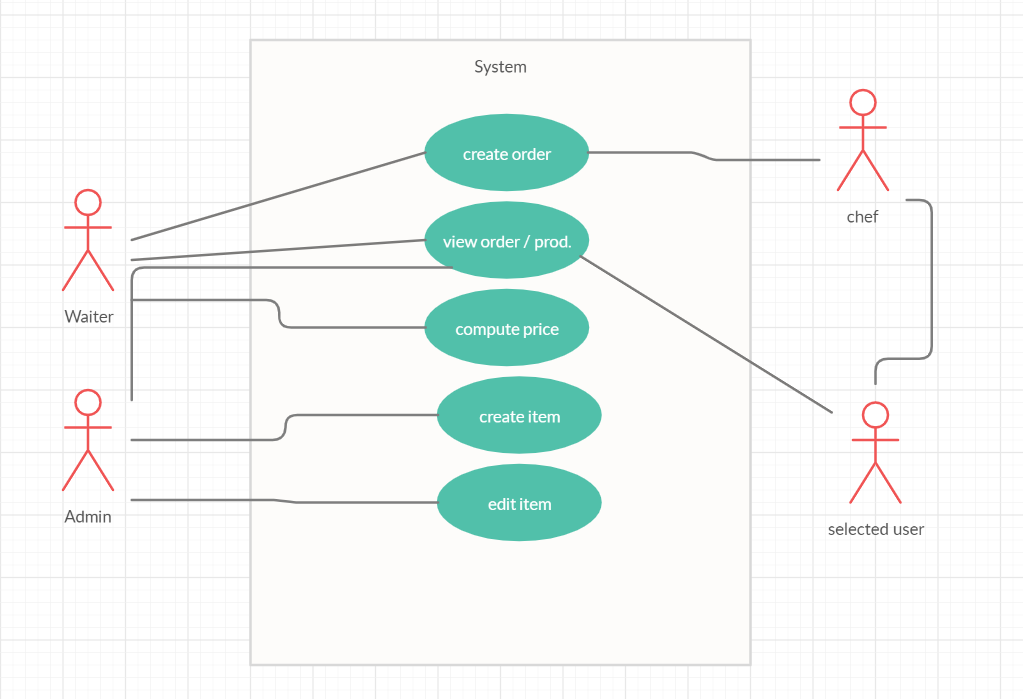 System
create order
view order / prod.
compute price
create item
edit item
Waiter
Admin
chef
selected user